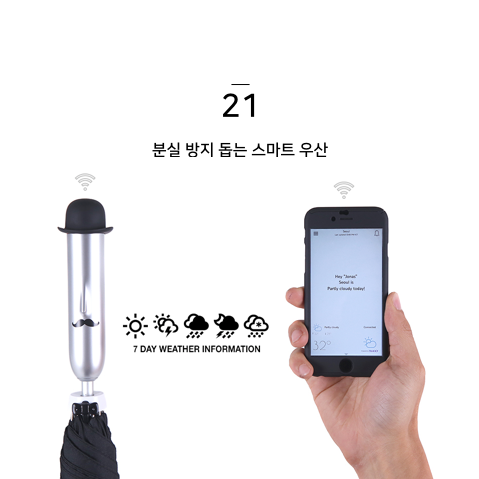 21
분실 방지 돕는 스마트 우산
Hey "Jonas"
Seoul is
Partly cloudy today!
7 DAY WEATHER INFORMATION